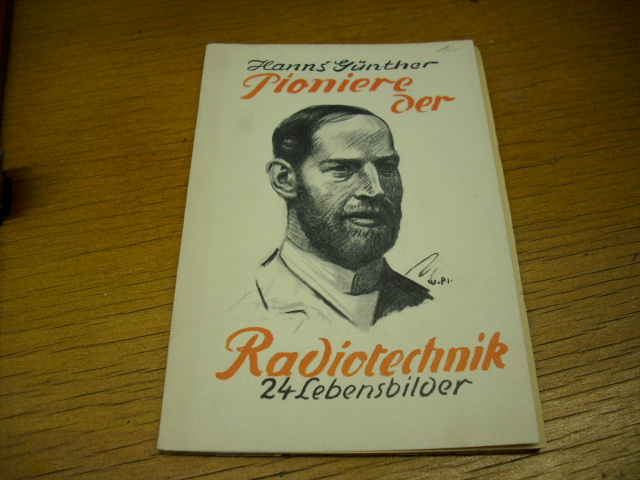 Hanns Günther
Pioniere
der
Radiotechnik
24 Lebensbilder